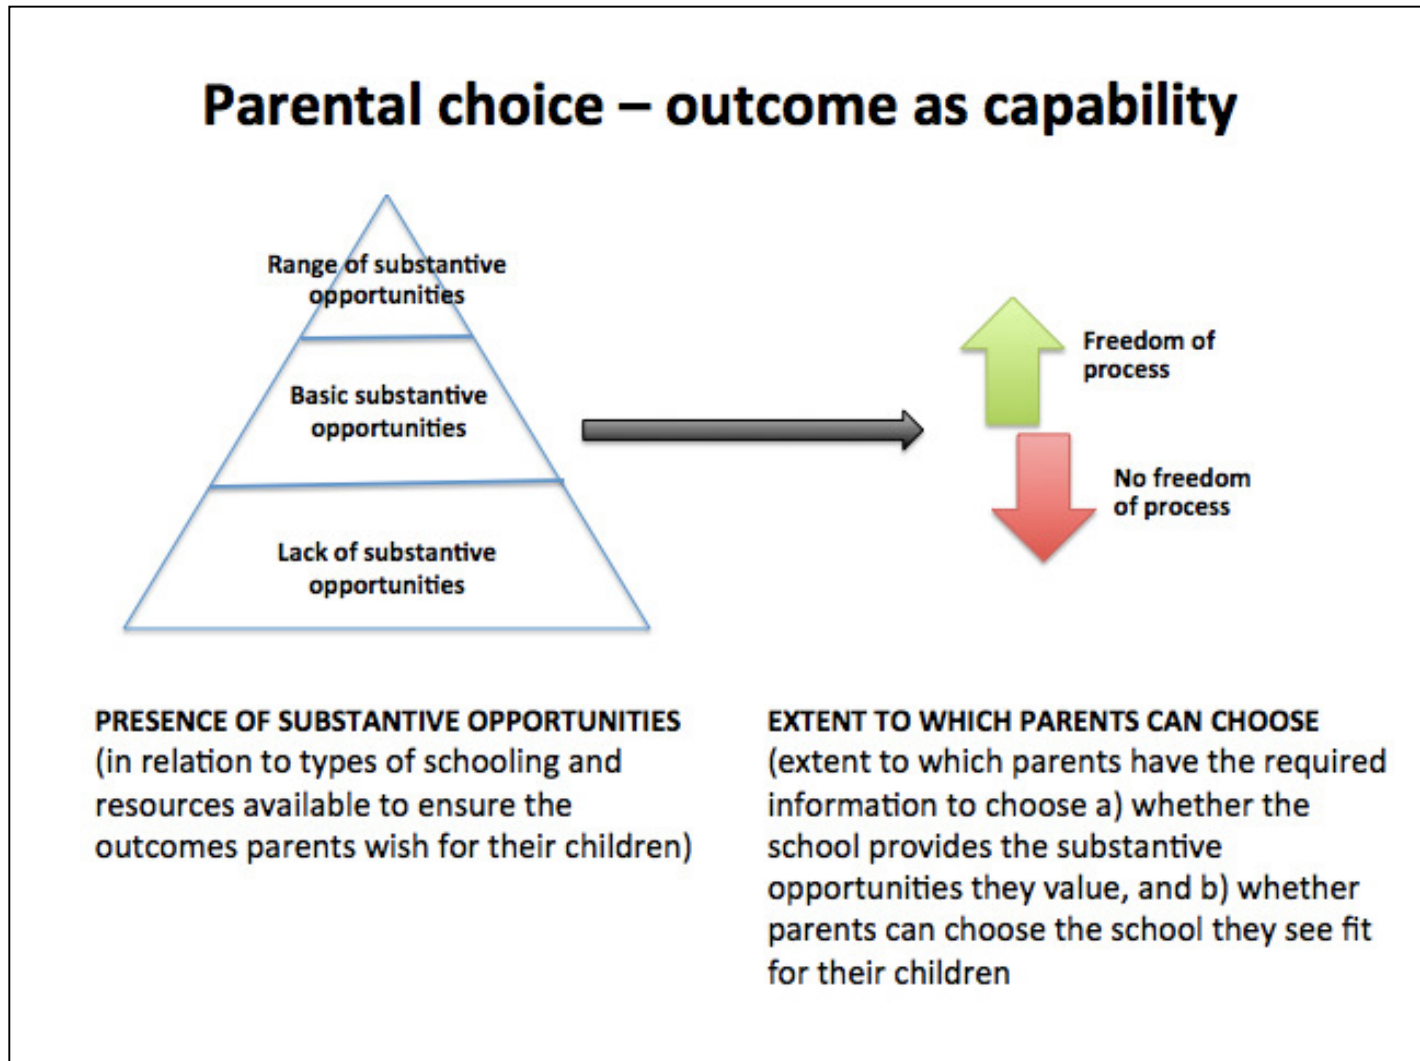 Parental choice – outcome as capability
Range of substantive
opportunities
Basic substantive
opportunities
Lack of substantive
opportunities
Freedom of
process
No freedom
of process
PRESENCE OF SUBSTANTIVE OPPORTUNITIES
(in relation to types of schooling and
resources available to ensure the
outcomes parents wish for their children)
EXTENT TO WHICH PARENTS CAN CHOOSE
(extent to which parents have the required
information to choose a) whether the
school provides the substantive
opportunities they value, and b) whether
parents can choose the school they see fit
for their children